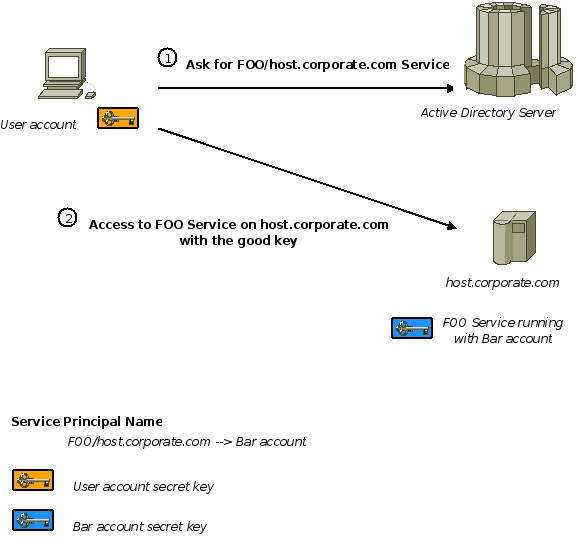 1
Ask for FOO/host.corporate.com Service
User account
Active Directory Server
2
Access to FOO Service on host.corporate.com
with the good key
host.corporate.com
FOO Service running
with Bar account
Service Principal Name
FOO/host.corporate.com --> Bar account
User account secret key
Bar account secret key